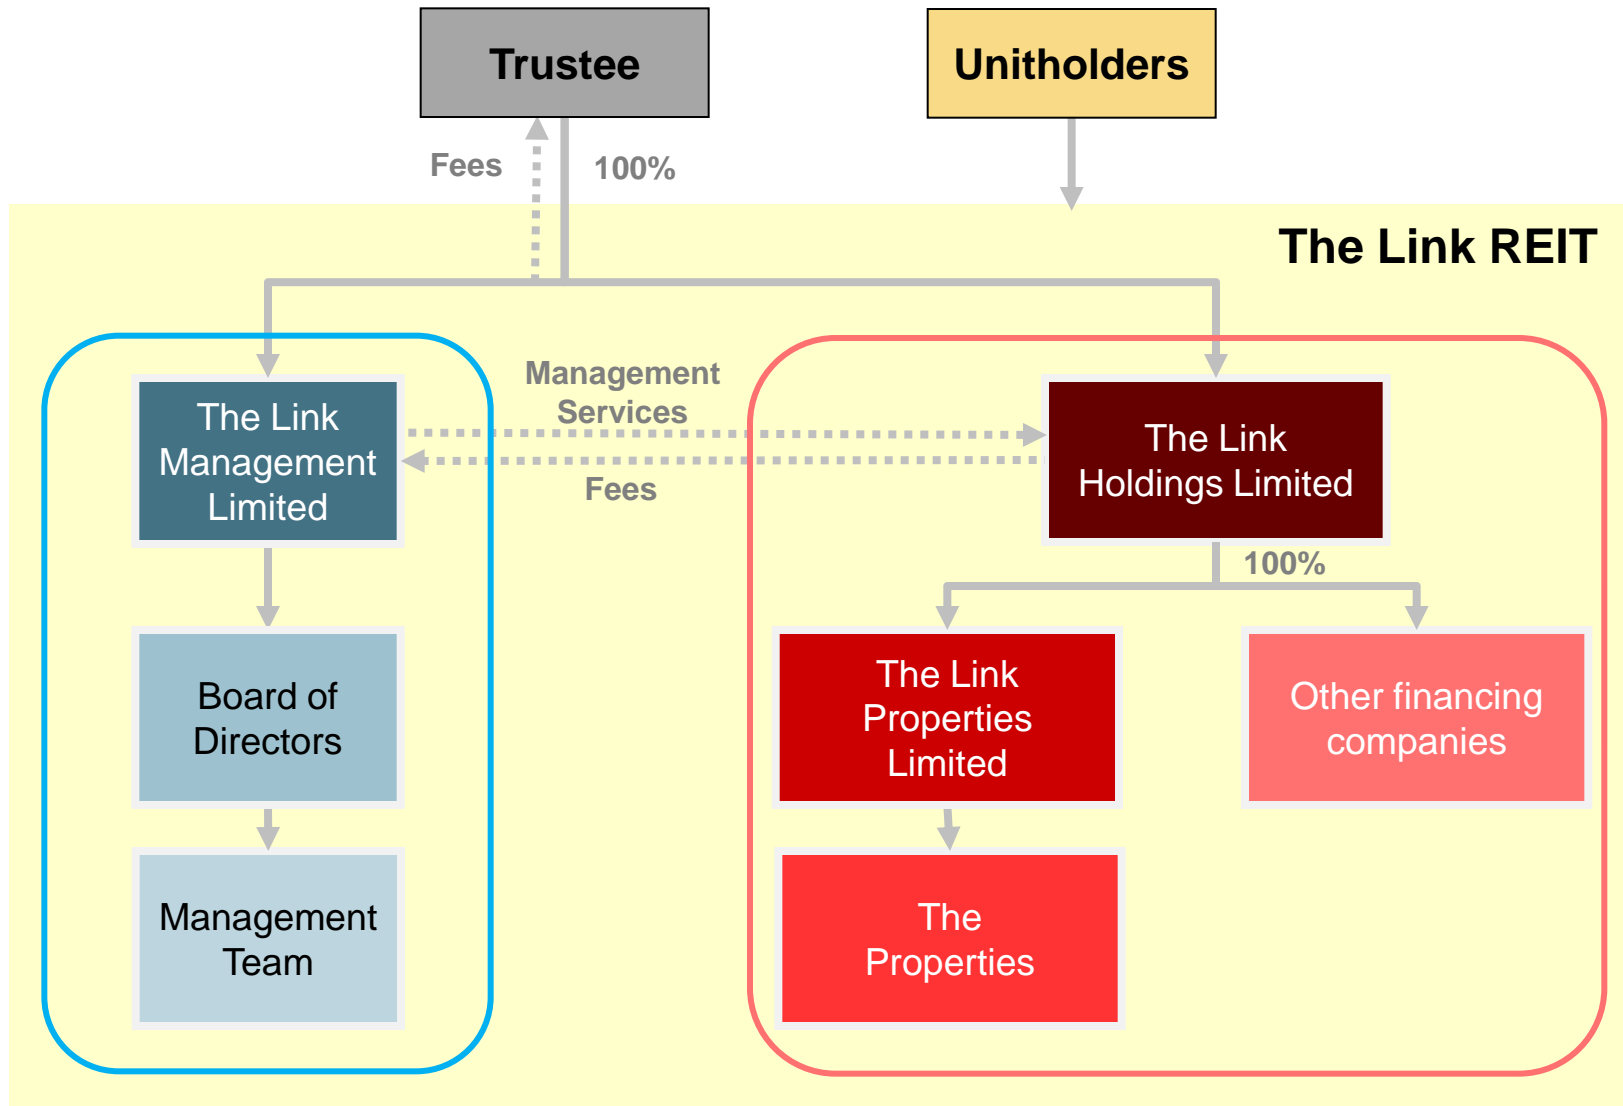 Trustee
Unitholders
Fees
100%
The Link REIT
The Link
Management
Limited
Management
Services
Fees
The Link
Holdings Limited
100%
Board of
Directors
The Link
Properties
Limited
Other financing
companies
Management
Team
The
Properties